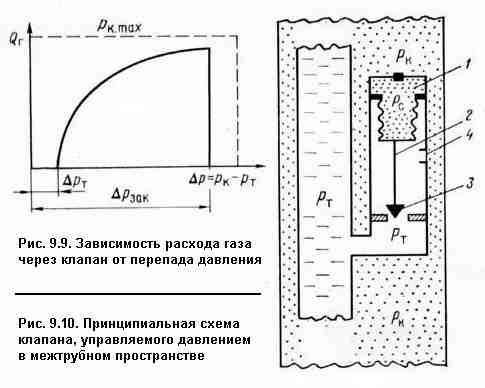 Qг
pк.max
Δpт
Δp=pк−pт
Δpзак
Рис. 9.9. Зависимость расхода газа
через клапан от перепада давления
Рис. 9.10. Принципиальная схема
клапана, управляемого давлением
в межтрубном пространстве
pк
1
pс
2
4
pт
3
pт
pк